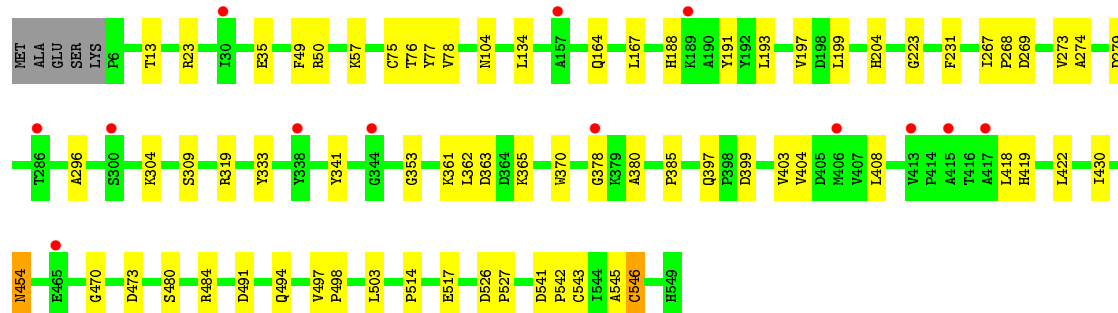 MET ALA GLU SER LYS P6 T13 R23 I30 E35 F49 R50 K57 C75 T76 Y77 V78 N104 L134 A157 Q164 L167 H188 K189 A190 Y191 Y192 L193 V197 D198 L199 H204 G223 F231 I267 P268 D269 V273 A274
T286 A296 S300 K304 S309 R319 Y333 Y338 Y341 G344 G353 K361 L362 D363 D364 K365 W370 G378 K379 A380 P385 Q397 P398 D399 V403 V404 D405 M406 V407 L408 V413 P414 A415 T416 A417 L418 H419 L422 I430
N454 E465 G470 D473 S480 R484 D491 Q494 V497 P498 L503 P514 E517 D526 P527 D541 P542 C543 I544 A545 C546 H549